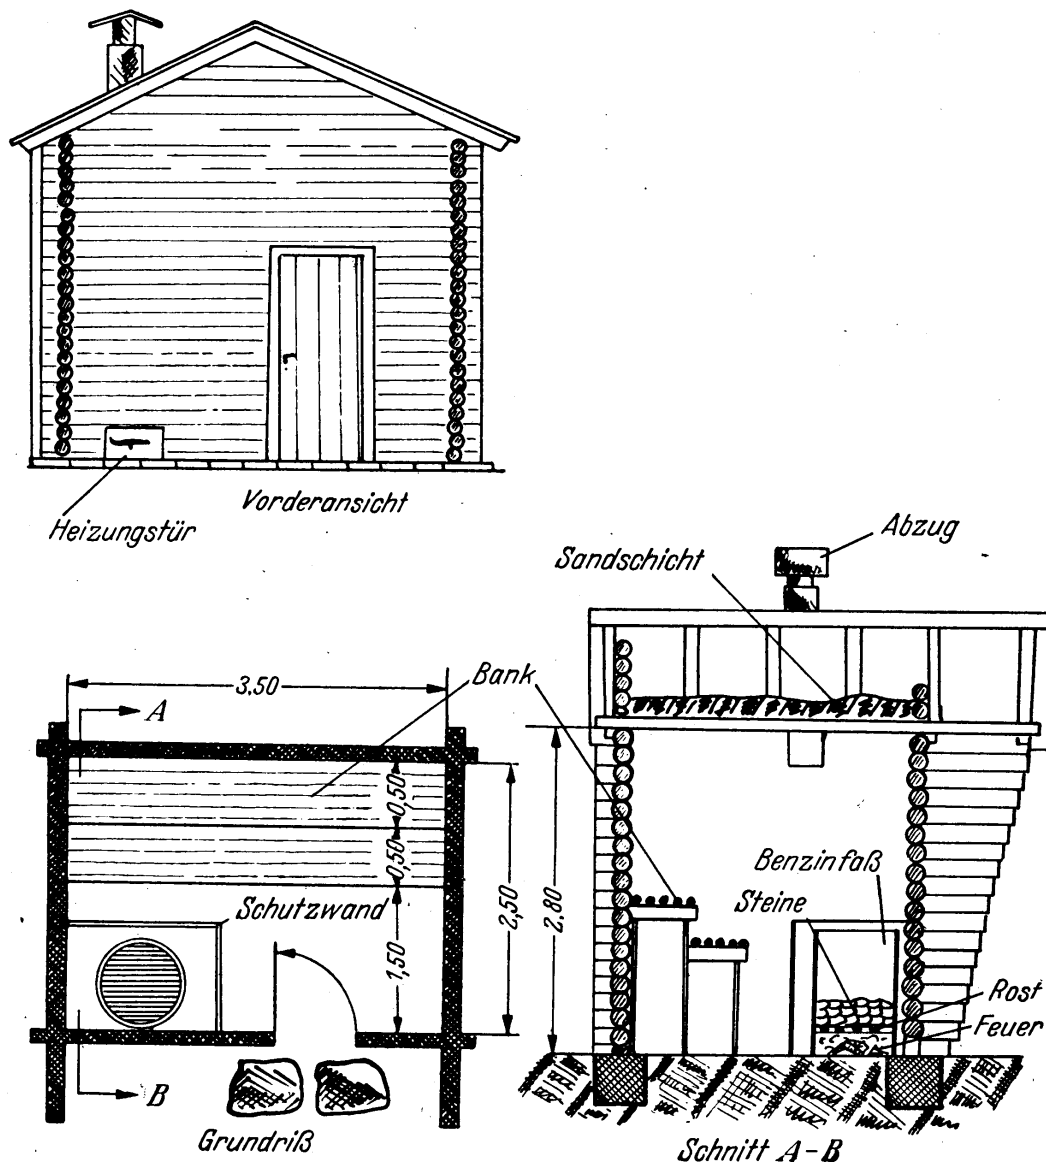 Vorderansicht
Heizungstür
Abzug
Sandschicht
Bank
3.50
A
0,50
0,50
1,50
2,50
2.80
Schutzwand
Benzinfaß
Steine
Rost
Feuer
B
Grundriß
Schnitt A-B